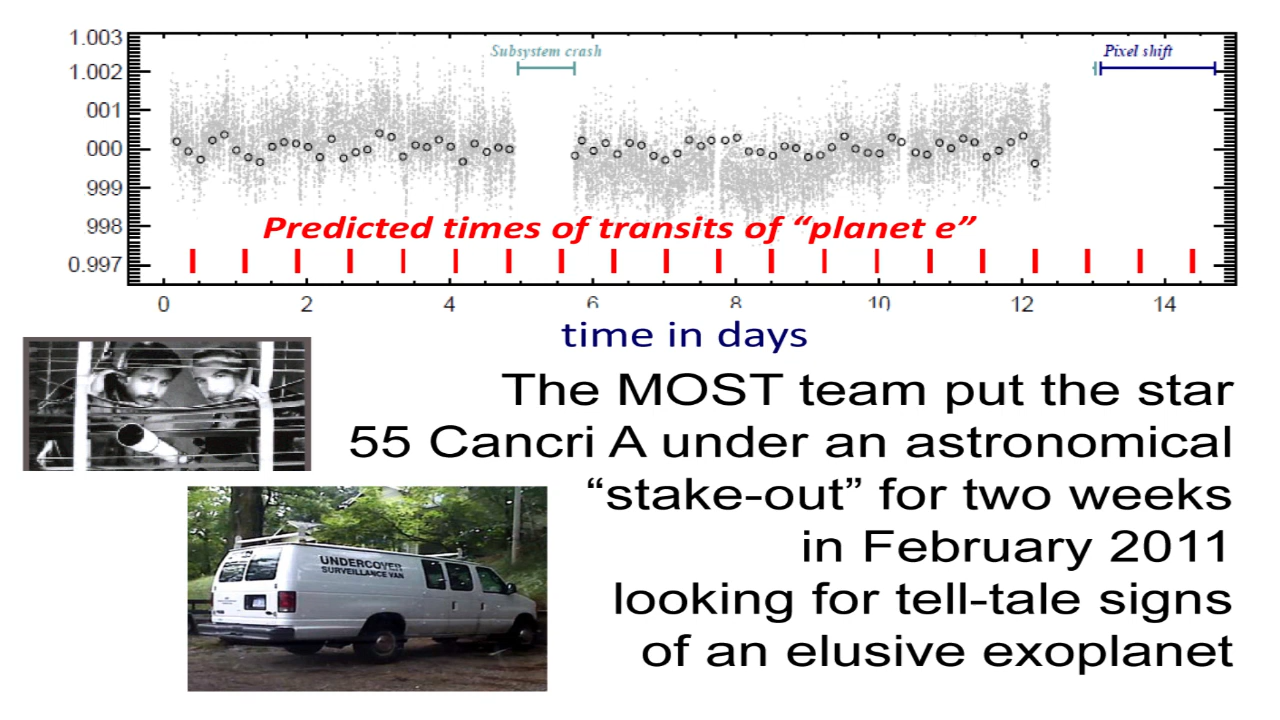 1.003
Subsystem crash
Pixel shift
1.002
001
000
999
998
Predicted times of transits of “planet e”
0.997
0 2 4 6 8 10 12 14
time in days
The MOST team put the star
55 Cancri A under an astronomical
“stake-out” for two weeks
in February 2011
looking for tell-tale signs
of an elusive exoplanet
UNDERCOVER
SURVEILLANCE VAN